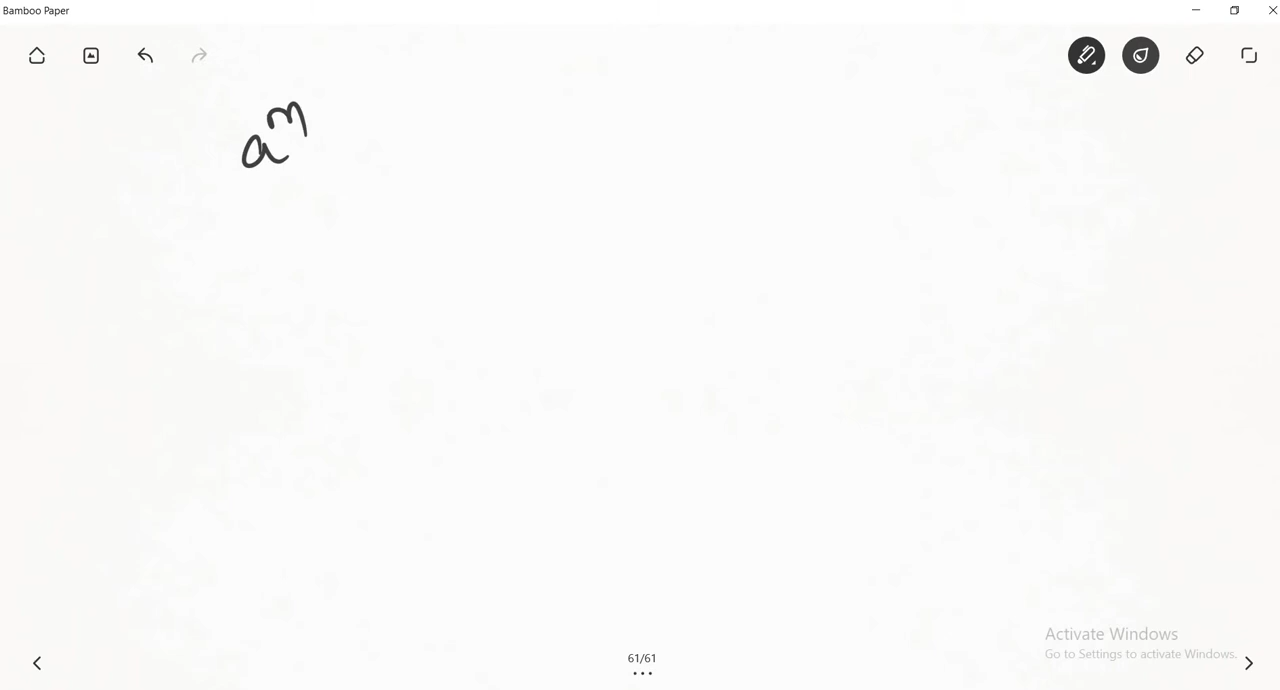 Bamboo Paper
aᵐ
61/61
Activate Windows
Go to Settings to activate Windows.